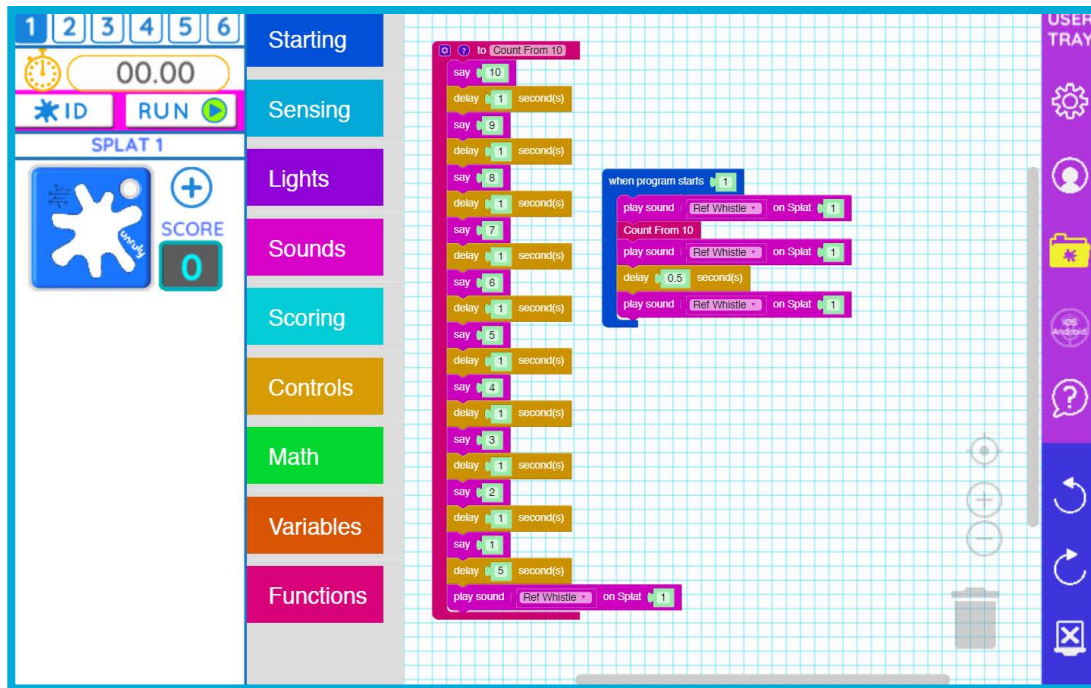 1 2 3 4 5 6
00.00
ID RUN
SPLAT 1
unruly
SCORE
0
Starting
Sensing
Lights
Sounds
Scoring
Controls
Math
Variables
Functions
? to Count From 10
say 10
delay 1 second(s)
say 9
delay 1 second(s)
say 8
delay 1 second(s)
say 7
delay 1 second(s)
say 6
delay 1 second(s)
say 5
delay 1 second(s)
say 4
delay 1 second(s)
say 3
delay 1 second(s)
say 2
delay 1 second(s)
say 1
delay 5 second(s)
play sound Ref Whistle on Splat 1
when program starts 1
play sound Ref Whistle on Splat 1
Count From 10
play sound Ref Whistle on Splat 1
delay 0.5 second(s)
play sound Ref Whistle on Splat 1
USER
TRAY
iOS
Android
?